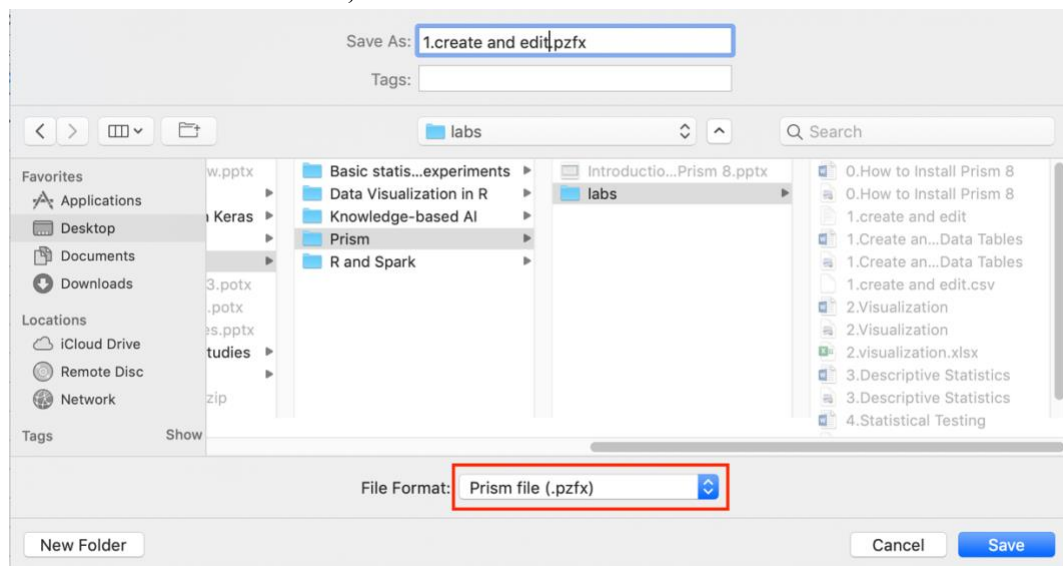 Save As: 1.create and edit.pzfx
Tags:
labs
Search
Favorites
Applications
Desktop
Documents
Downloads
Locations
iCloud Drive
Remote Disc
Network
Tags Show
w.pptx
Keras
3.potx
.potx
es.pptx
tudies
zip
Basic statis...experiments
Data Visualization in R
Knowledge-based AI
Prism
R and Spark
Introductio...Prism 8.pptx
labs
0.How to Install Prism 8
0.How to Install Prism 8
1.create and edit
1.Create an...Data Tables
1.Create an...Data Tables
1.create and edit.csv
2.Visualization
2.Visualization
2.visualization.xlsx
3.Descriptive Statistics
3.Descriptive Statistics
4.Statistical Testing
File Format: Prism file (.pzfx)
New Folder
Cancel
Save